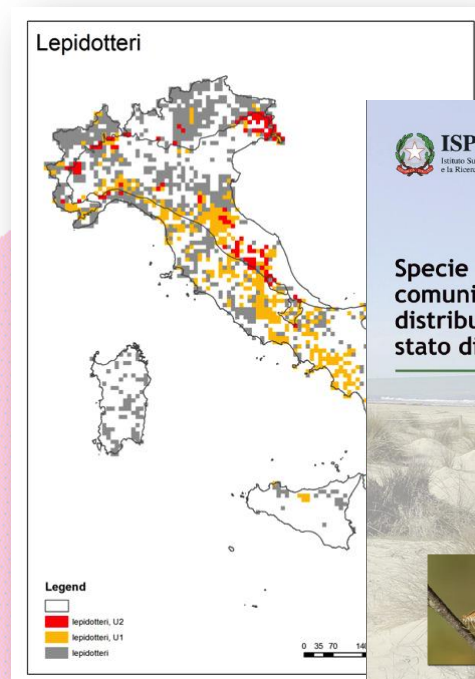 Lepidotteri
Legend
lepidotteri, U2
lepidotteri, U1
lepidotteri
0 35 70
ISP
Istituto Su
e la Ricer
Specie
comuni
distribu
stato di